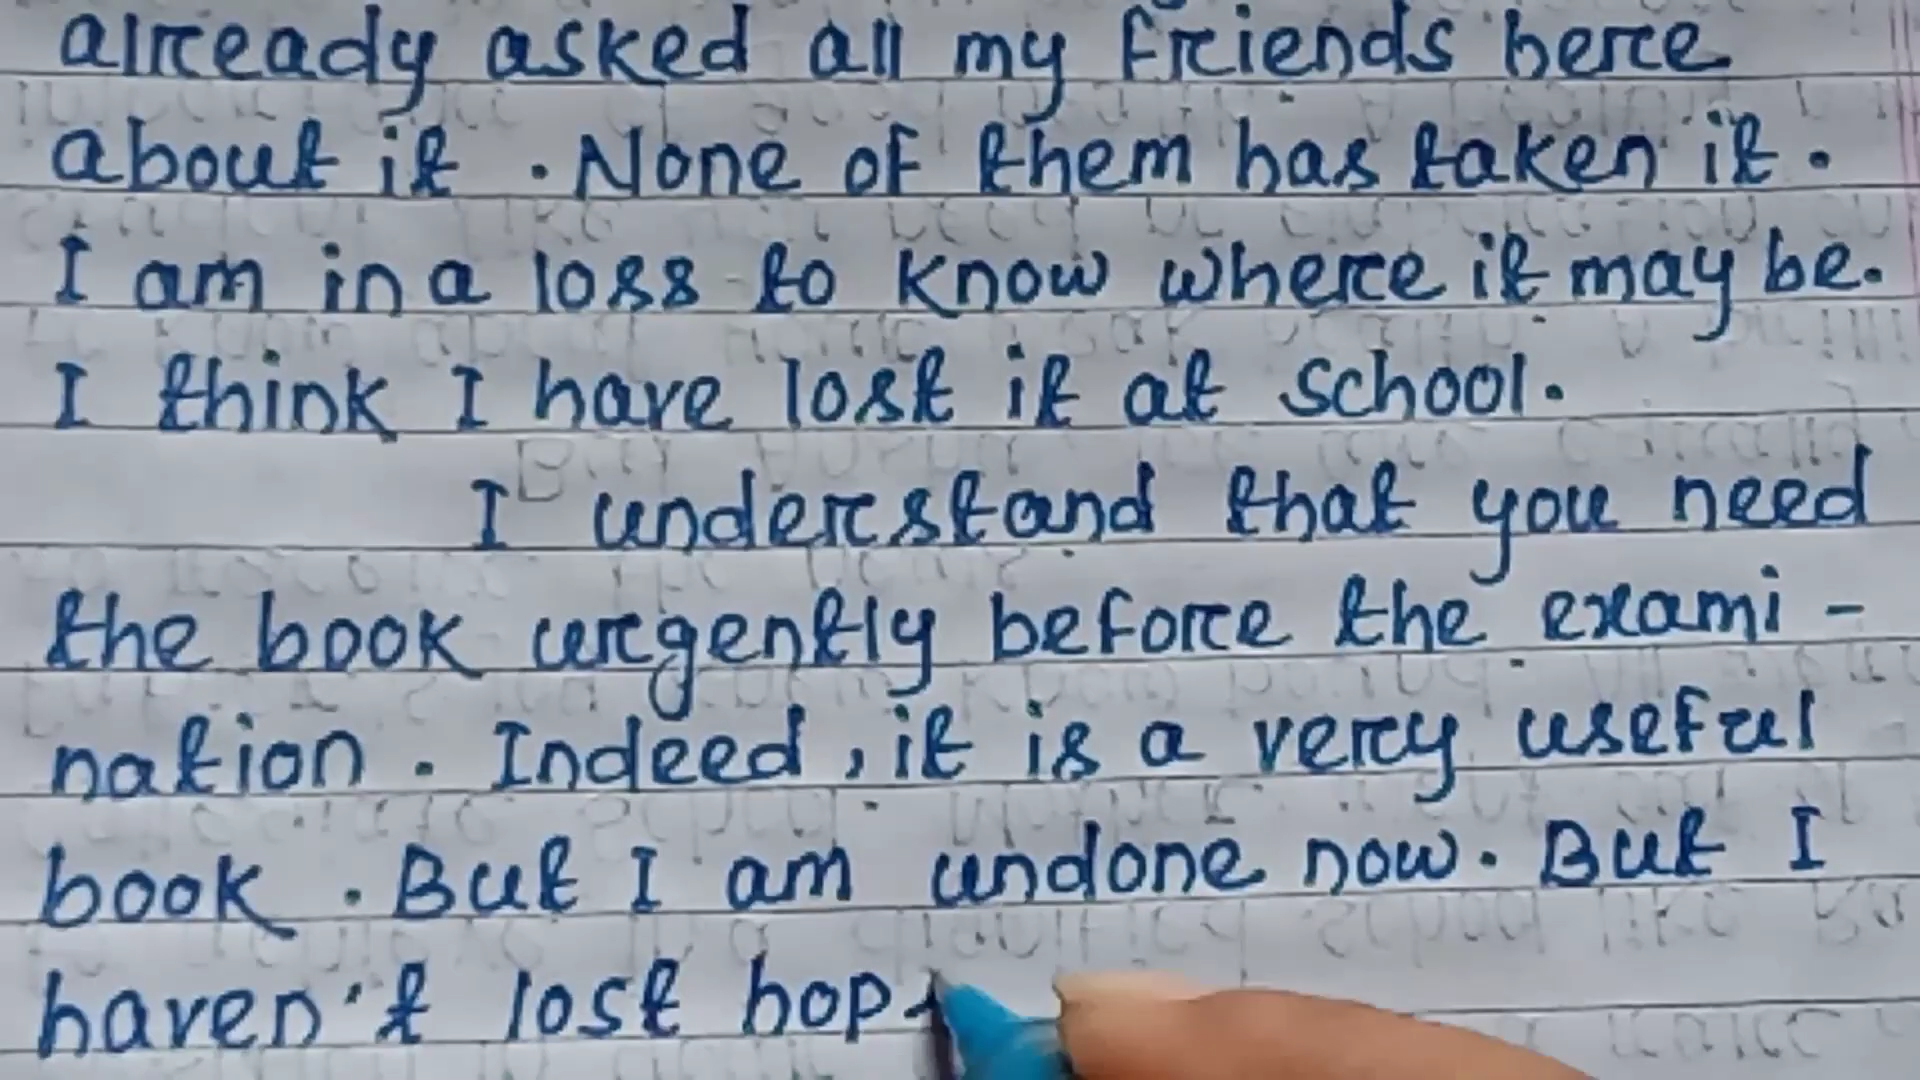 already asked all my friends here
about it . None of them has taken it .
I am in a loss to know where it may be.
I think I have lost it at school.
I understand that you need
the book urgently before the exami -
nation . Indeed , it is a very useful
book . But I am undone now. But I
haven't lost hop